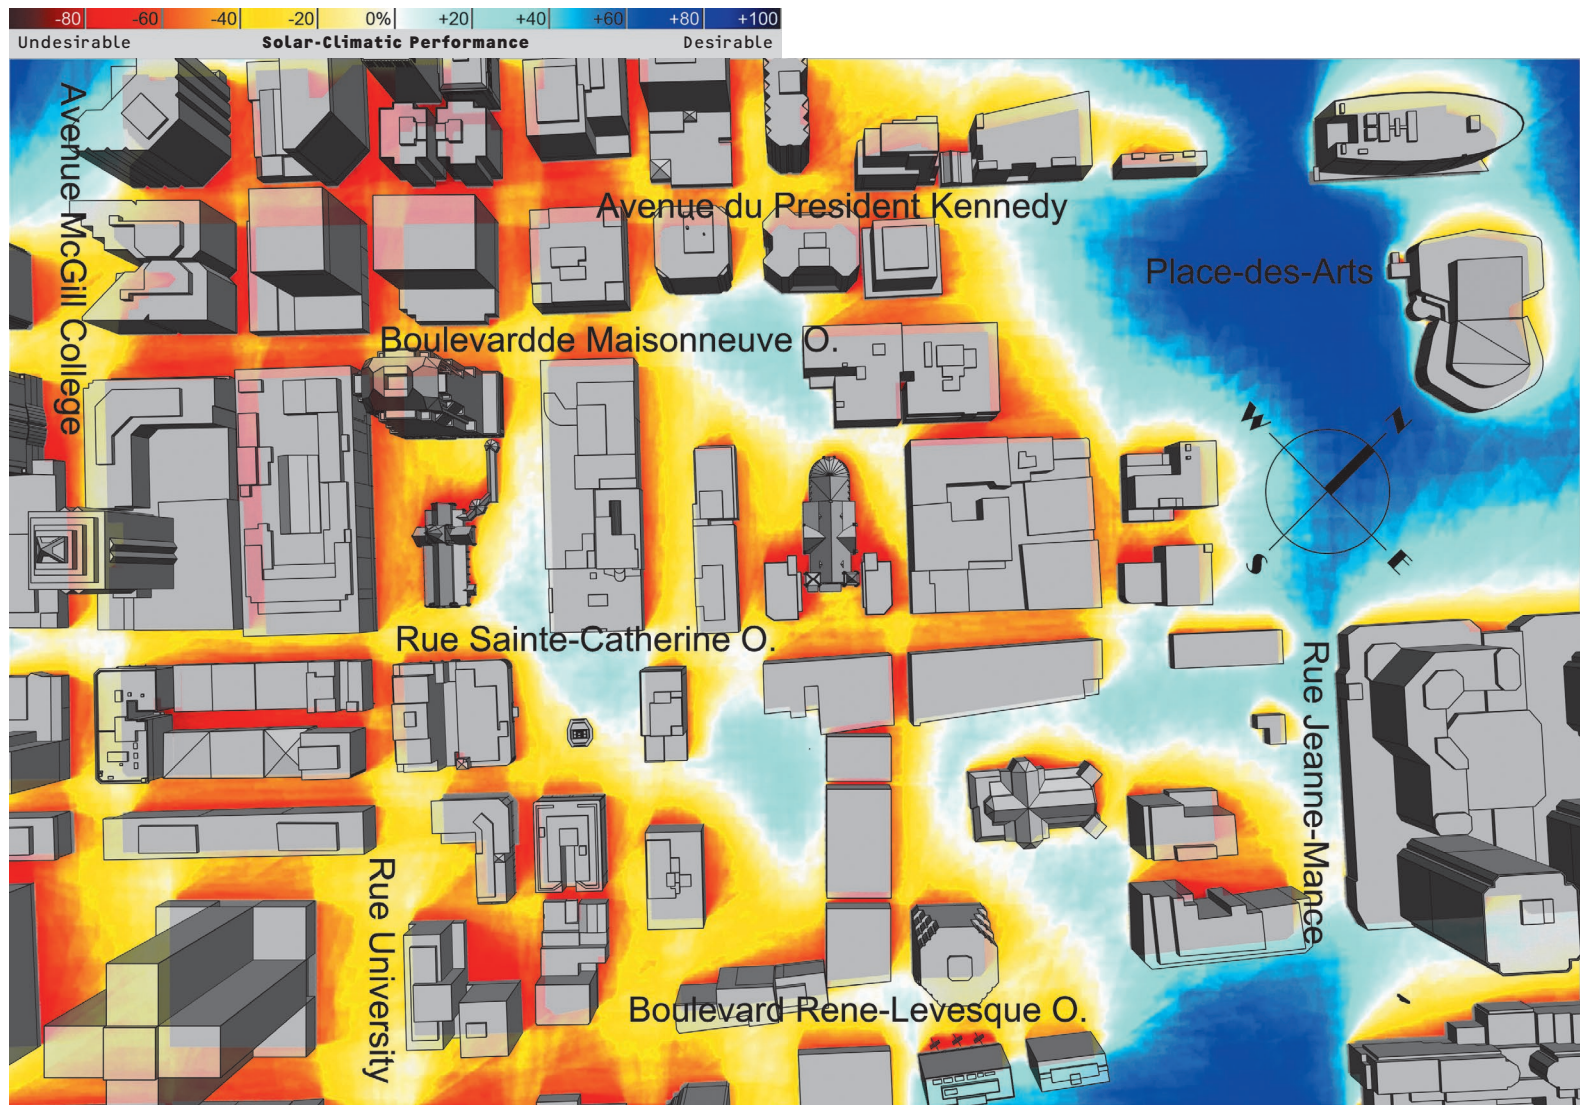 -80 -60 -40 -20 0% +20 +40 +60 +80 +100
Undesirable Solar-Climatic Performance Desirable
Avenue McGill College
Avenue du President Kennedy
Place-des-Arts
Boulevardde Maisonneuve O.
W N
S E
Rue Sainte-Catherine O.
Rue Jeanne-Mance
Rue University
Boulevard Rene-Levesque O.